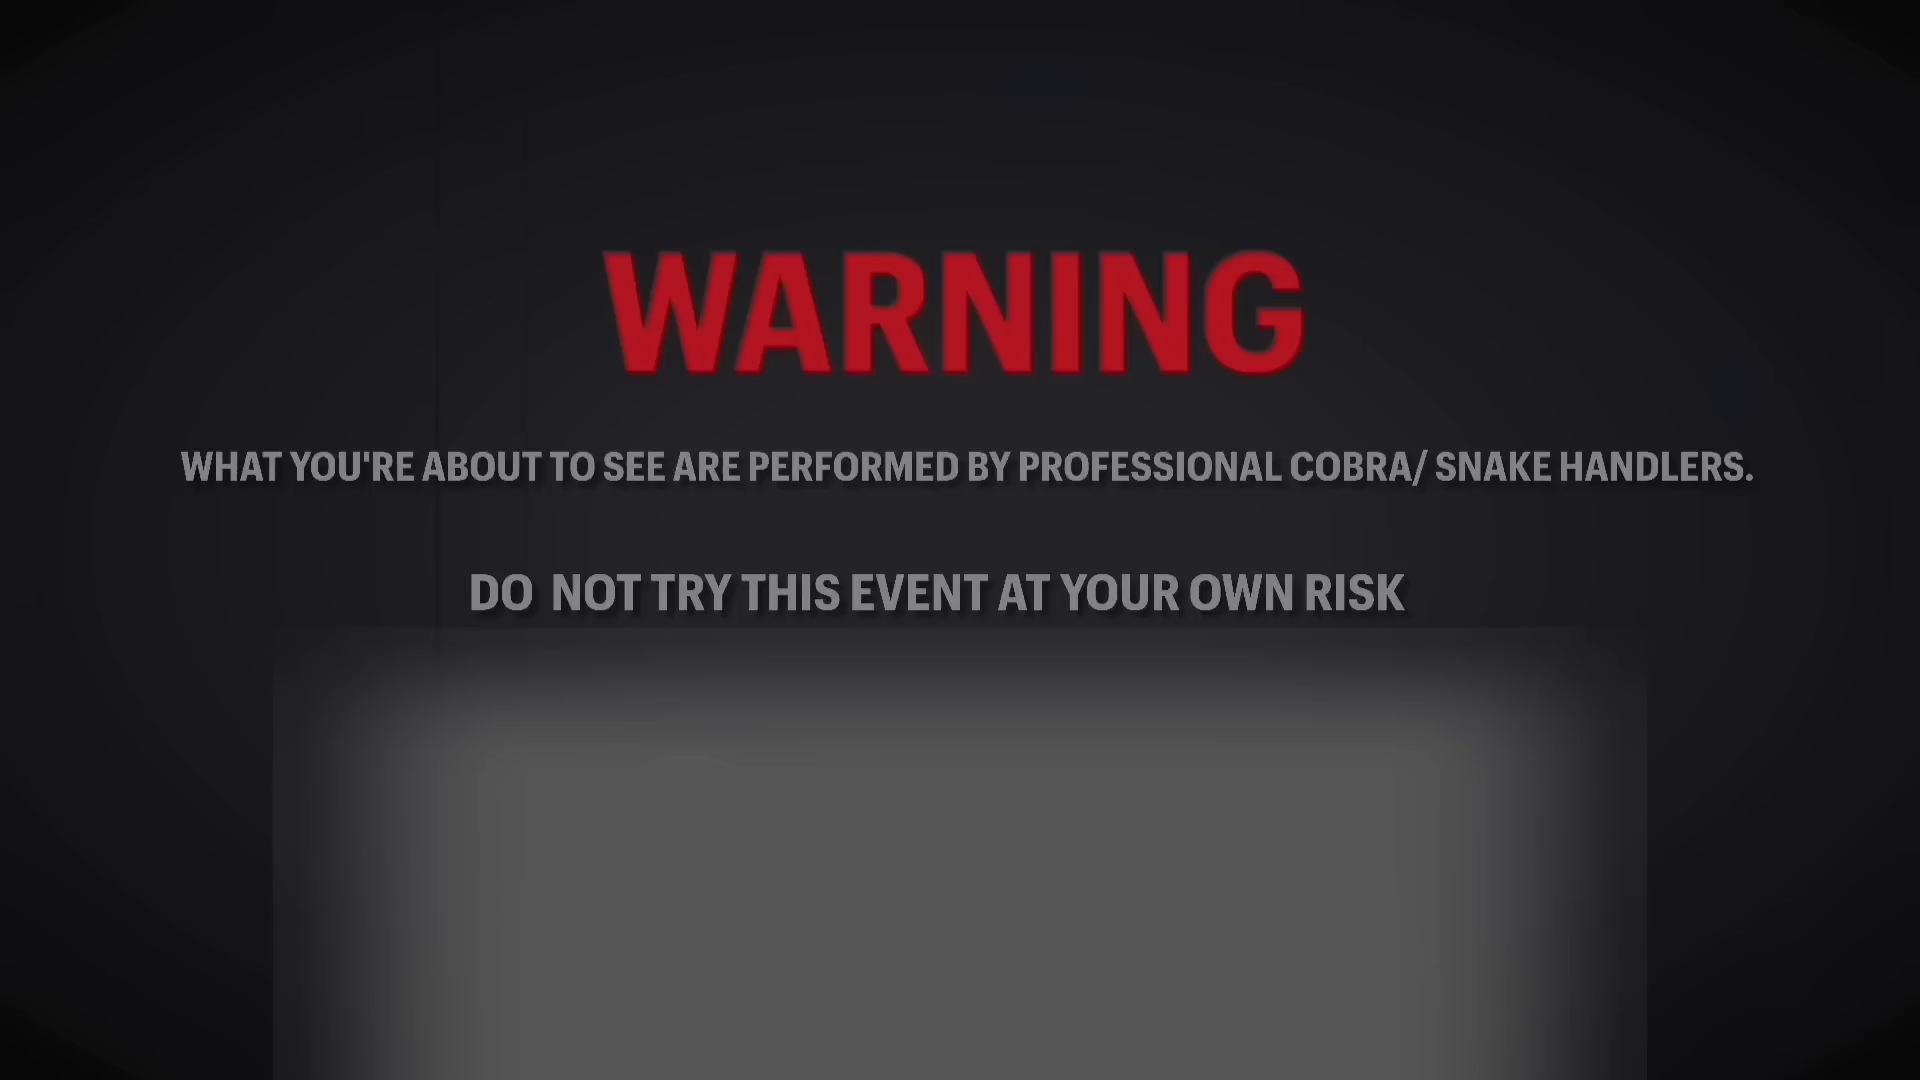 WARNING
WHAT YOU'RE ABOUT TO SEE ARE PERFORMED BY PROFESSIONAL COBRA/ SNAKE HANDLERS.
DO NOT TRY THIS EVENT AT YOUR OWN RISK